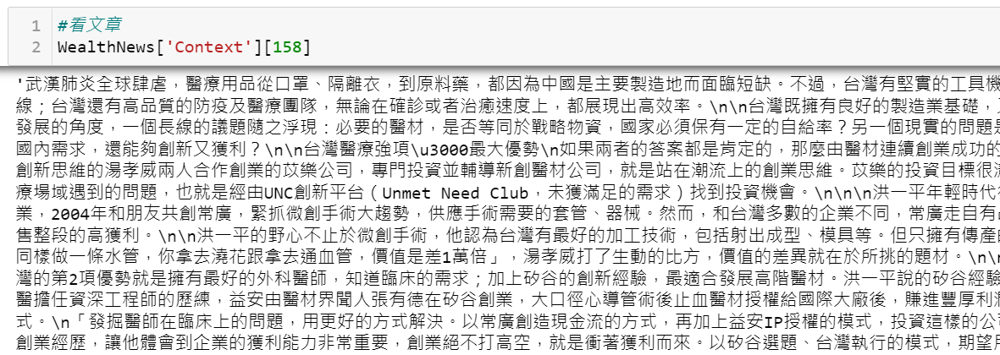 1 #看文章
2 WealthNews['Context'][158]
'武漢肺炎全球肆虐，醫療用品從口罩、隔離衣，到原料藥，都因為中國是主要製造地而面臨短缺。不過，台灣有堅實的工具機
線；台灣還有高品質的防疫及醫療團隊，無論在確診或者治癒速度上，都展現出高效率。\n\n台灣既擁有良好的製造業基礎，
發展的角度，一個長線的議題隨之浮現：必要的醫材，是否等同於戰略物資，國家必須保有一定的自給率？另一個現實的問題是
國內需求，還能夠創新又獲利？\n\n台灣醫療強項\u3000最大優勢\n如果兩者的答案都是肯定的，那麼由醫材連續創業成功的
創新思維的湯孝威兩人合作創業的苡樂公司，專門投資並輔導新創醫材公司，就是站在潮流上的創業思維。苡樂的投資目標很
療場域遇到的問題，也就是經由UNC創新平台（Unmet Need Club，未獲滿足的需求）找到投資機會。\n\n\n洪一平年輕時代
業，2004年和朋友共創常廣，緊抓微創手術大趨勢，供應手術需要的套管、器械。然而，和台灣多數的企業不同，常廣走自有
售整段的高獲利。\n\n洪一平的野心不止於微創手術，他認為台灣有最好的加工技術，包括射出成型、模具等。但只擁有傳產的
同樣做一條水管，你拿去澆花跟拿去通血管，價值是差1萬倍」，湯孝威打了生動的比方，價值的差異就在於所挑的題材。\n\n
灣的第2項優勢就是擁有最好的外科醫師，知道臨床的需求；加上矽谷的創新經驗，最適合發展高階醫材。洪一平說的矽谷經驗
醫擔任資深工程師的歷練，益安由醫材界聞人張有德在矽谷創業，大口徑心導管術後止血醫材授權給國際大廠後，賺進豐厚利
式。\n「發掘醫師在臨床上的問題，用更好的方式解決。以常廣創造現金流的方式，再加上益安IP授權的模式，投資這樣的公
創業經歷，讓他體會到企業的獲利能力非常重要，創業絕不打高空，就是衝著獲利而來。以矽谷選題、台灣執行的模式，期望